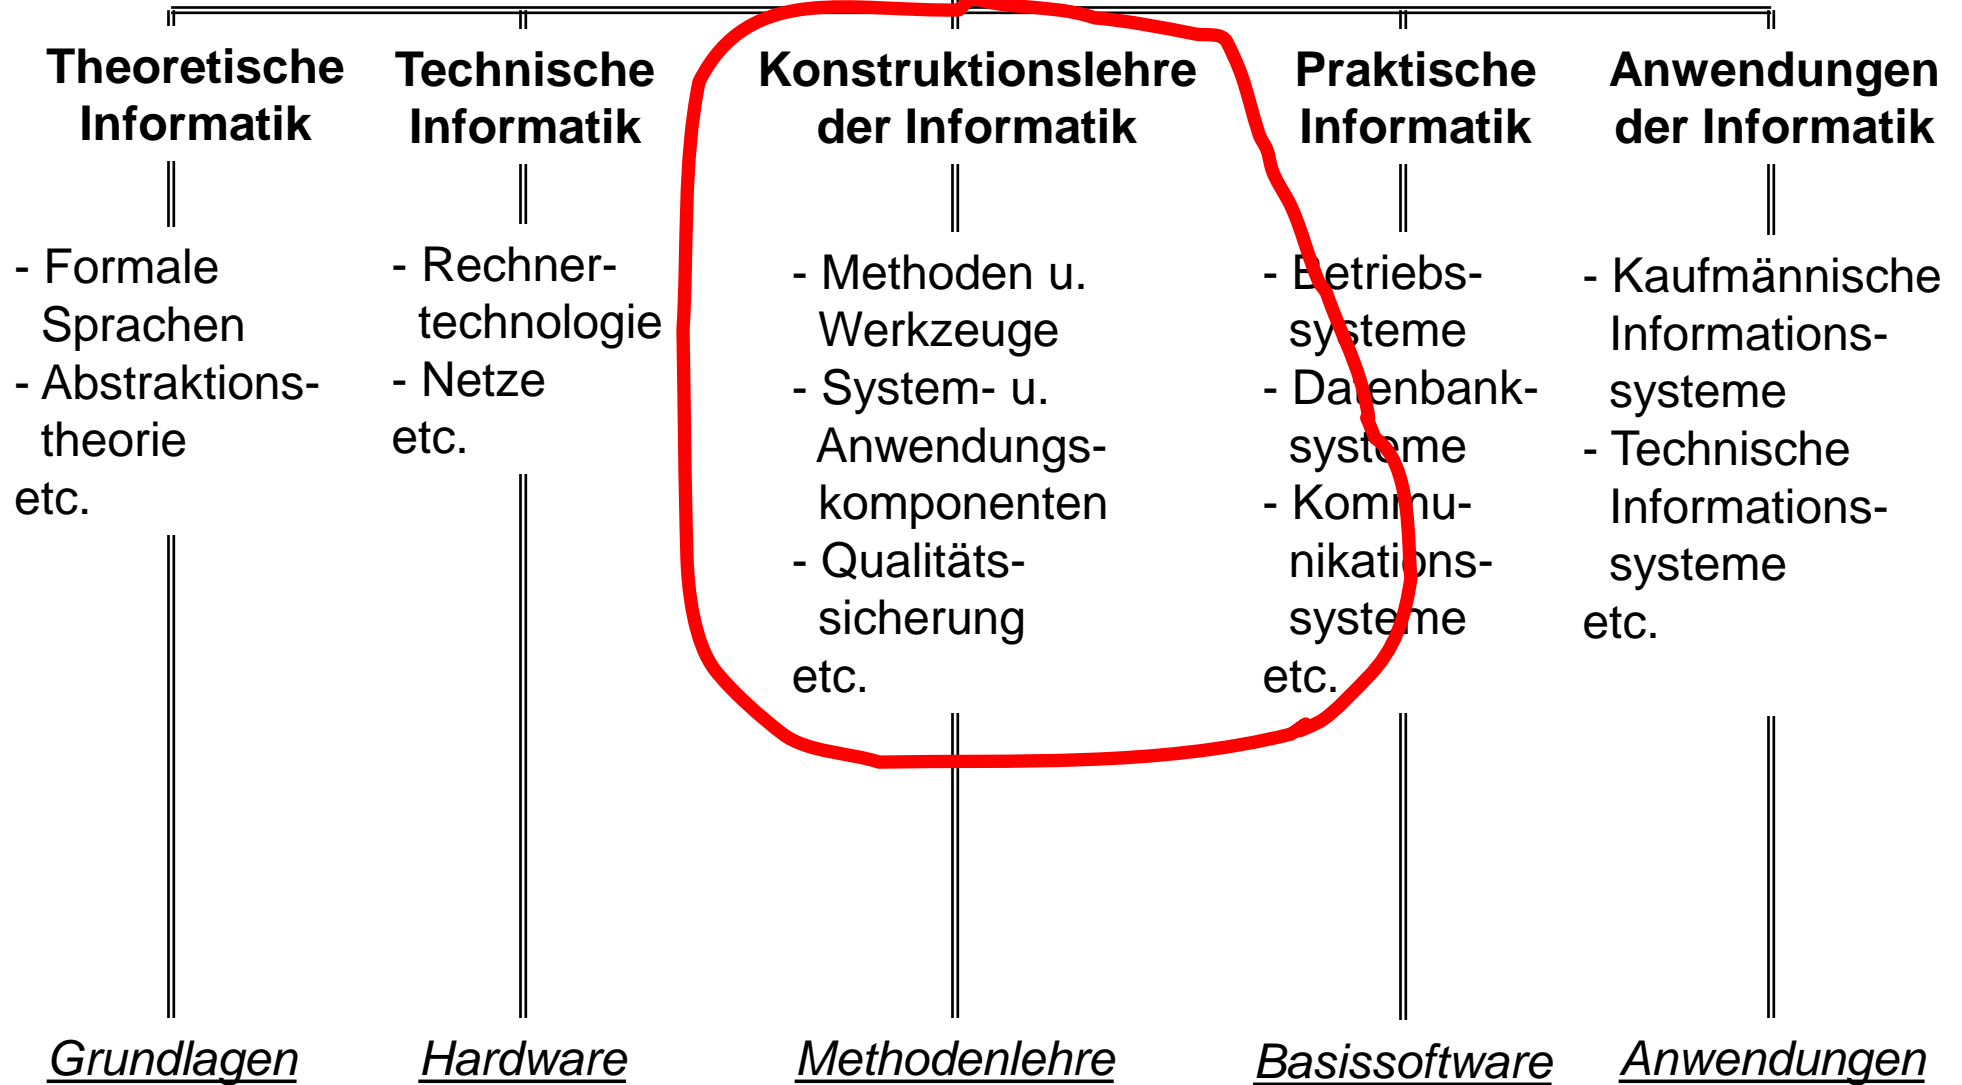 Theoretische
Informatik
- Formale
Sprachen
- Abstraktions-
theorie
etc.
Grundlagen
Technische
Informatik
- Rechner-
technologie
- Netze
etc.
Hardware
Konstruktionslehre
der Informatik
- Methoden u.
Werkzeuge
- System- u.
Anwendungs-
komponenten
- Qualitäts-
sicherung
etc.
Methodenlehre
Praktische
Informatik
- Betriebs-
systeme
- Datenbank-
systeme
- Kommu-
nikations-
systeme
etc.
Basissoftware
Anwendungen
der Informatik
- Kaufmännische
Informations-
systeme
- Technische
Informations-
systeme
etc.
Anwendungen